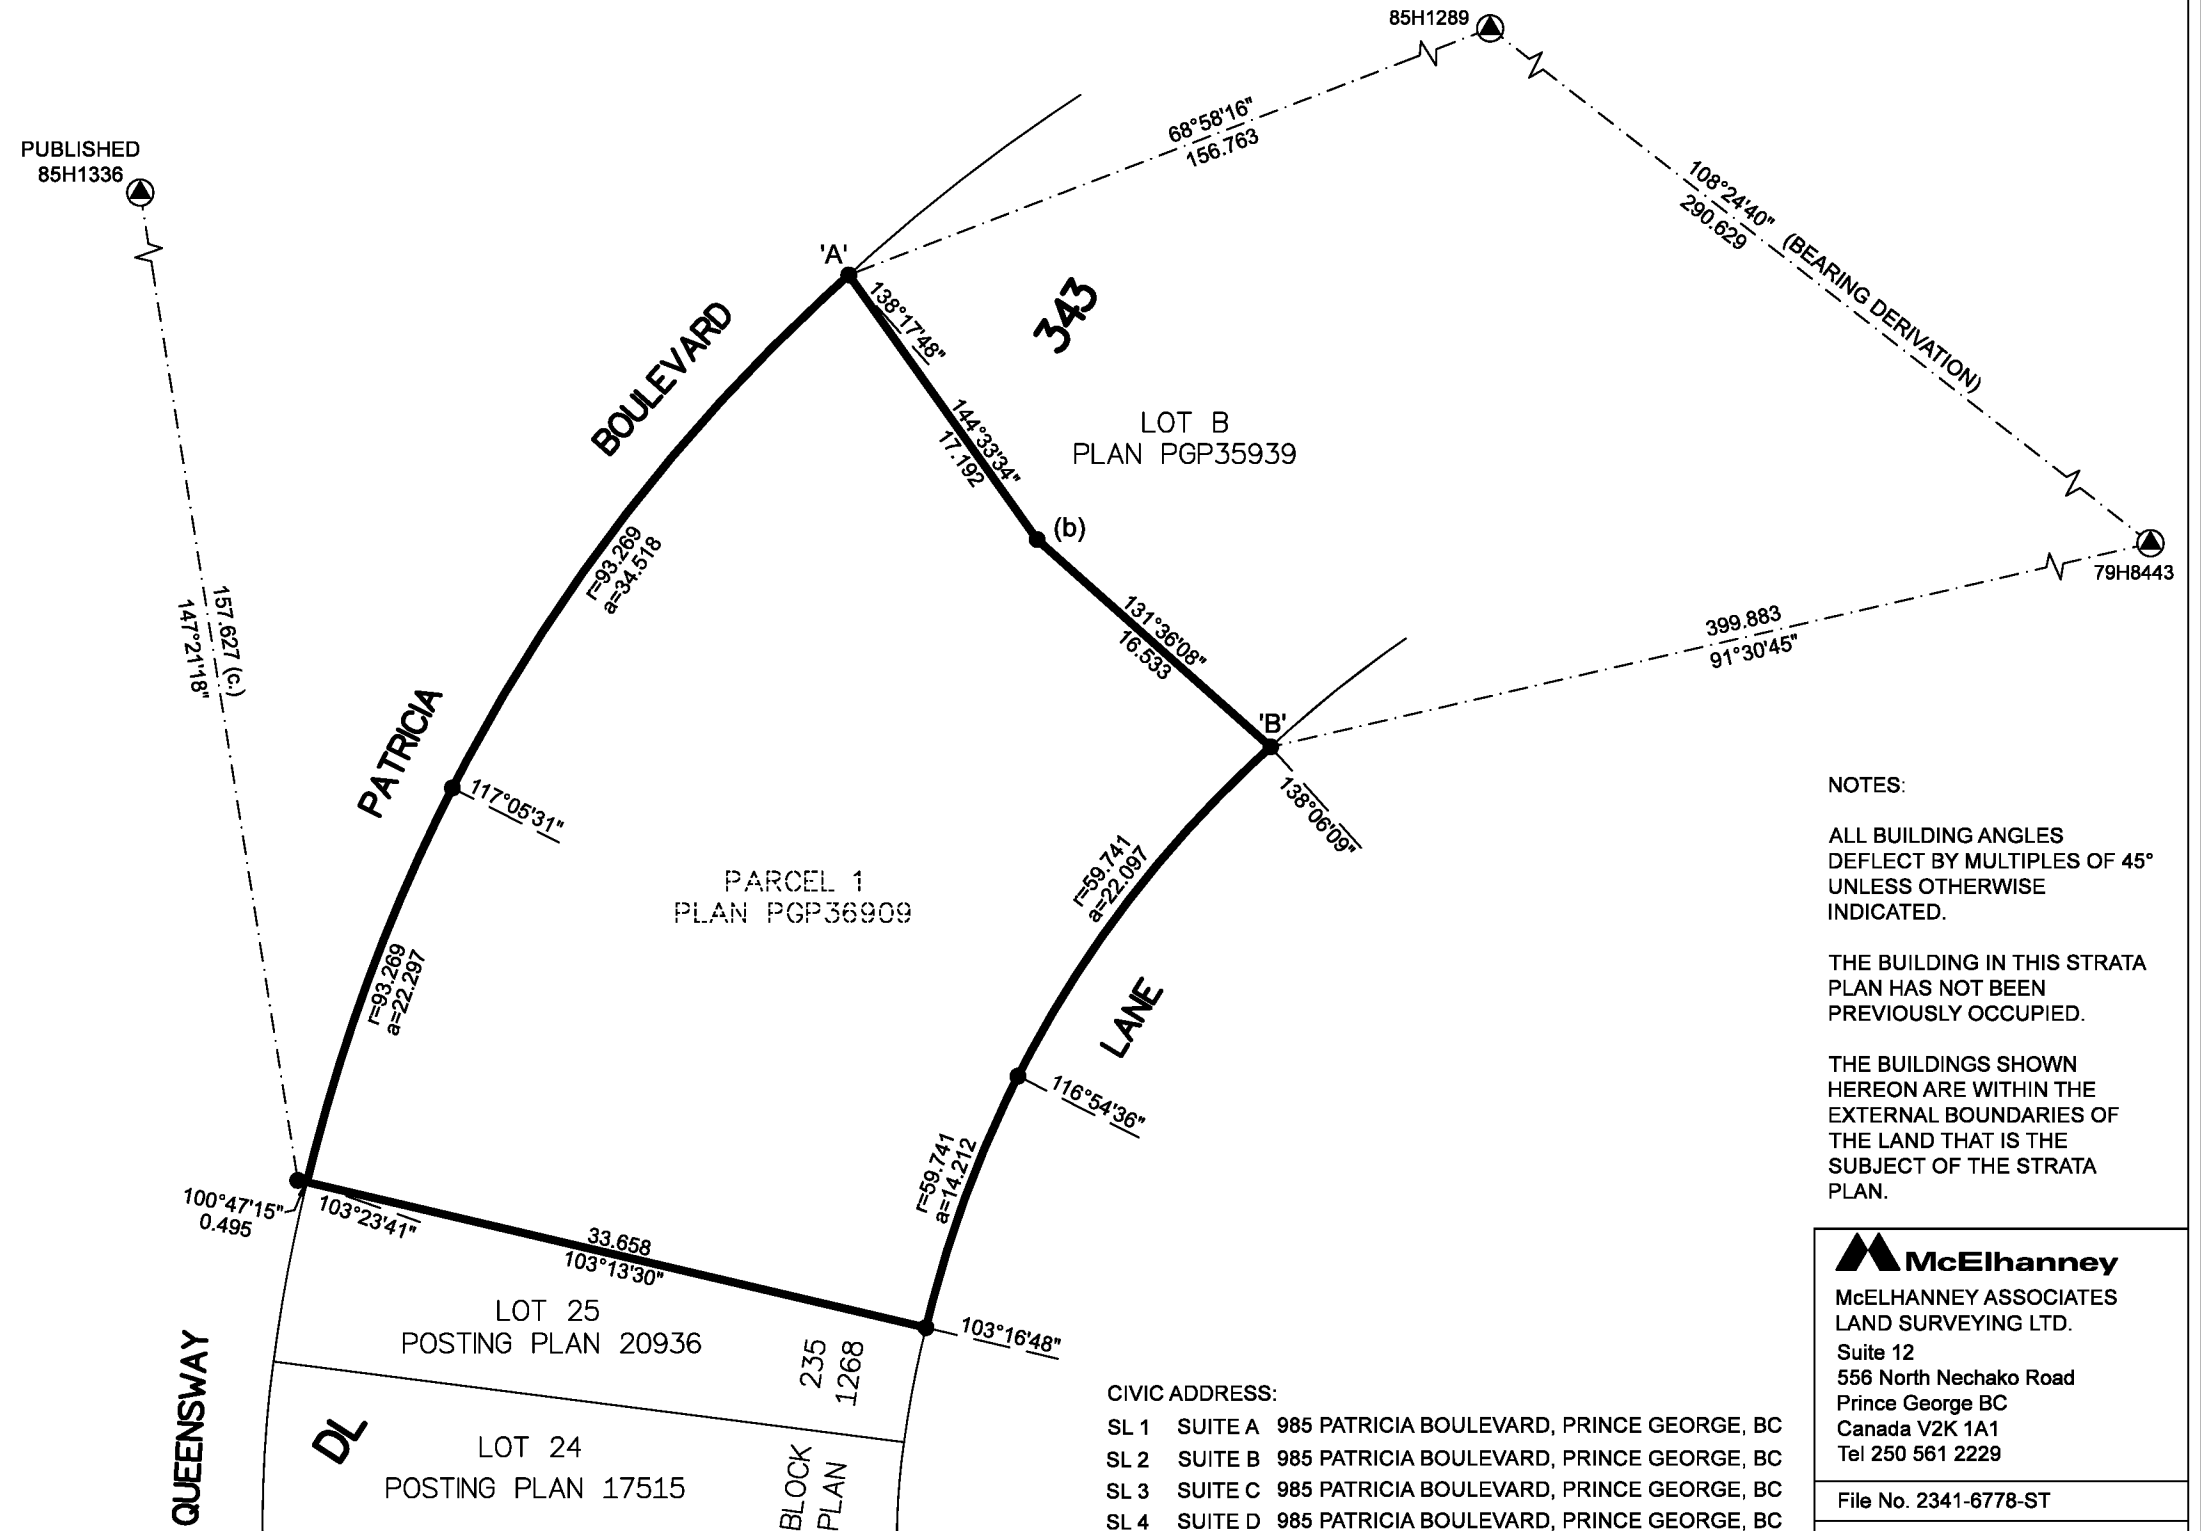 85H1289
PUBLISHED
85H1336
68°58'16"
156.763
108°24'40" (BEARING DERIVATION)
290.629
'A'
138°17'48"
343
BOULEVARD
144°33'34"
17.192
LOT B
PLAN PGP35939
(b)
r=93.269
a=34.518
79H8443
157.627 (c.)
147°21'18"
131°36'08"
16.533
399.883
91°30'45"
'B'
138°06'09"
PATRICIA
117°05'31"
r=59.741
a=22.097
PARCEL 1
PLAN PGP36909
r=93.269
a=22.297
LANE
116°54'36"
r=59.741
a=14.212
100°47'15"
0.495
103°23'41"
33.658
103°13'30"
103°16'48"
LOT 25
POSTING PLAN 20936
235
1268
QUEENSWAY
DL
LOT 24
POSTING PLAN 17515
BLOCK
PLAN
NOTES:
ALL BUILDING ANGLES
DEFLECT BY MULTIPLES OF 45°
UNLESS OTHERWISE
INDICATED.
THE BUILDING IN THIS STRATA
PLAN HAS NOT BEEN
PREVIOUSLY OCCUPIED.
THE BUILDINGS SHOWN
HEREON ARE WITHIN THE
EXTERNAL BOUNDARIES OF
THE LAND THAT IS THE
SUBJECT OF THE STRATA
PLAN.
McElhanney
McELHANNEY ASSOCIATES
LAND SURVEYING LTD.
Suite 12
556 North Nechako Road
Prince George BC
Canada V2K 1A1
Tel 250 561 2229
File No. 2341-6778-ST
CIVIC ADDRESS:
SL 1 SUITE A 985 PATRICIA BOULEVARD, PRINCE GEORGE, BC
SL 2 SUITE B 985 PATRICIA BOULEVARD, PRINCE GEORGE, BC
SL 3 SUITE C 985 PATRICIA BOULEVARD, PRINCE GEORGE, BC
SL 4 SUITE D 985 PATRICIA BOULEVARD, PRINCE GEORGE, BC